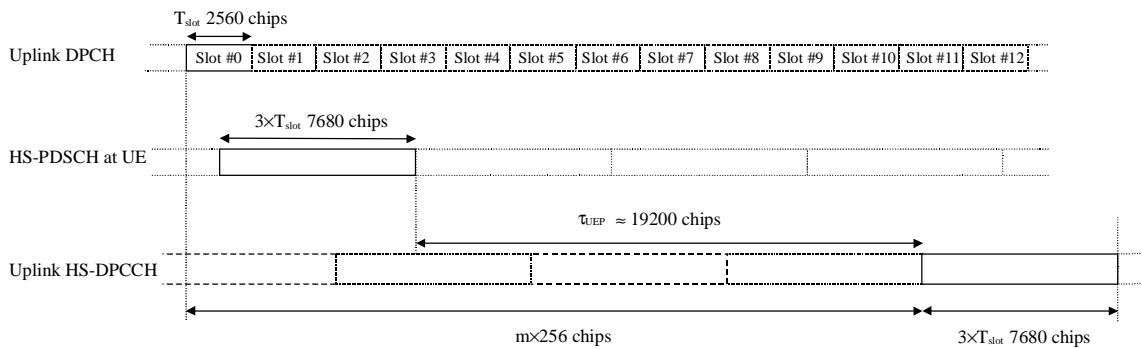 T_slot 2560 chips
Uplink DPCH
Slot #0 Slot #1 Slot #2 Slot #3 Slot #4 Slot #5 Slot #6 Slot #7 Slot #8 Slot #9 Slot #10 Slot #11 Slot #12
3×T_slot 7680 chips
HS-PDSCH at UE
τ_UEP ≈ 19200 chips
Uplink HS-DPCCH
m×256 chips
3×T_slot 7680 chips